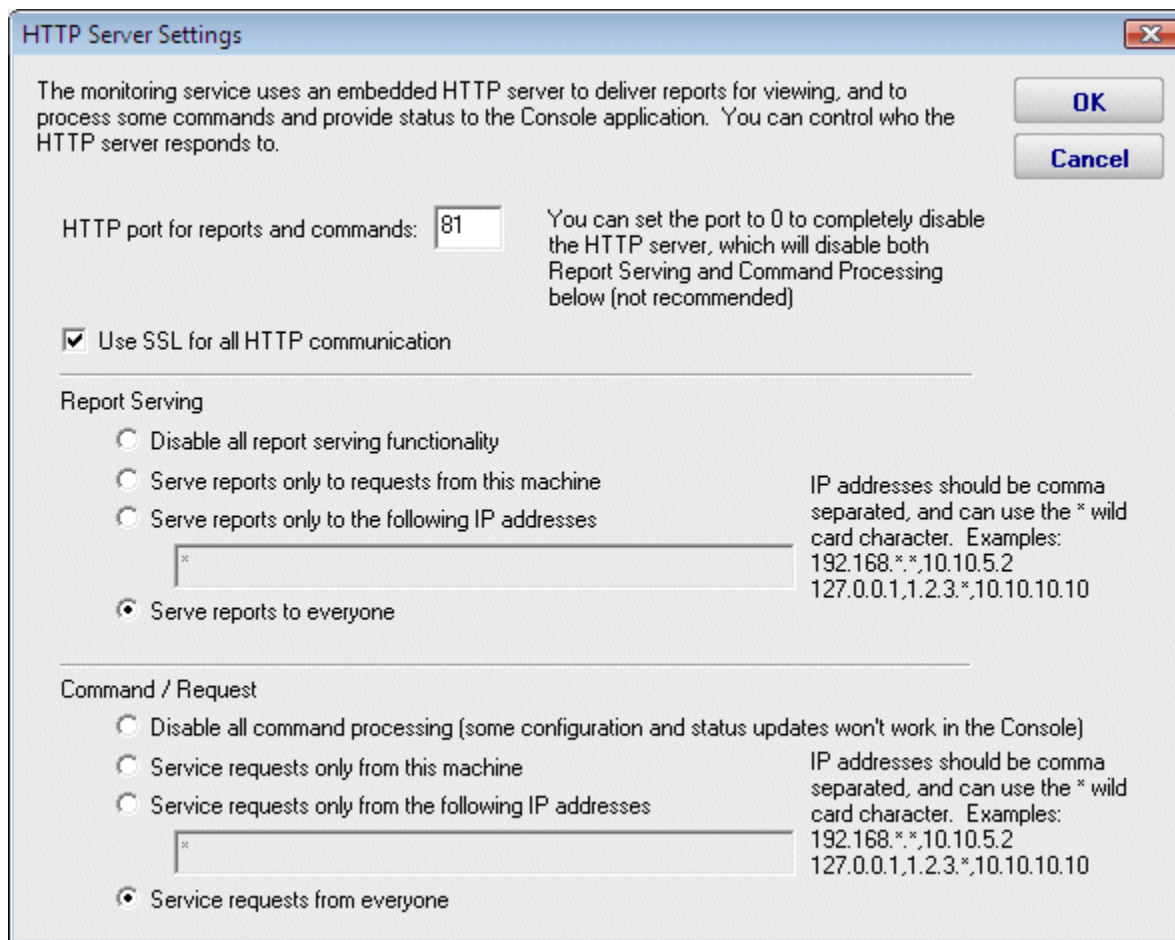 HTTP Server Settings
The monitoring service uses an embedded HTTP server to deliver reports for viewing, and to
process some commands and provide status to the Console application. You can control who the
HTTP server responds to.
OK
Cancel
HTTP port for reports and commands: 81
You can set the port to 0 to completely disable
the HTTP server, which will disable both
Report Serving and Command Processing
below (not recommended)
Use SSL for all HTTP communication
Report Serving
Disable all report serving functionality
Serve reports only to requests from this machine
Serve reports only to the following IP addresses
*
Serve reports to everyone
IP addresses should be comma
separated, and can use the * wild
card character. Examples:
192.168.*.*,10.10.5.2
127.0.0.1,1.2.3.*,10.10.10.10
Command / Request
Disable all command processing (some configuration and status updates won't work in the Console)
Service requests only from this machine
Service requests only from the following IP addresses
*
Service requests from everyone
IP addresses should be comma
separated, and can use the * wild
card character. Examples:
192.168.*.*,10.10.5.2
127.0.0.1,1.2.3.*,10.10.10.10